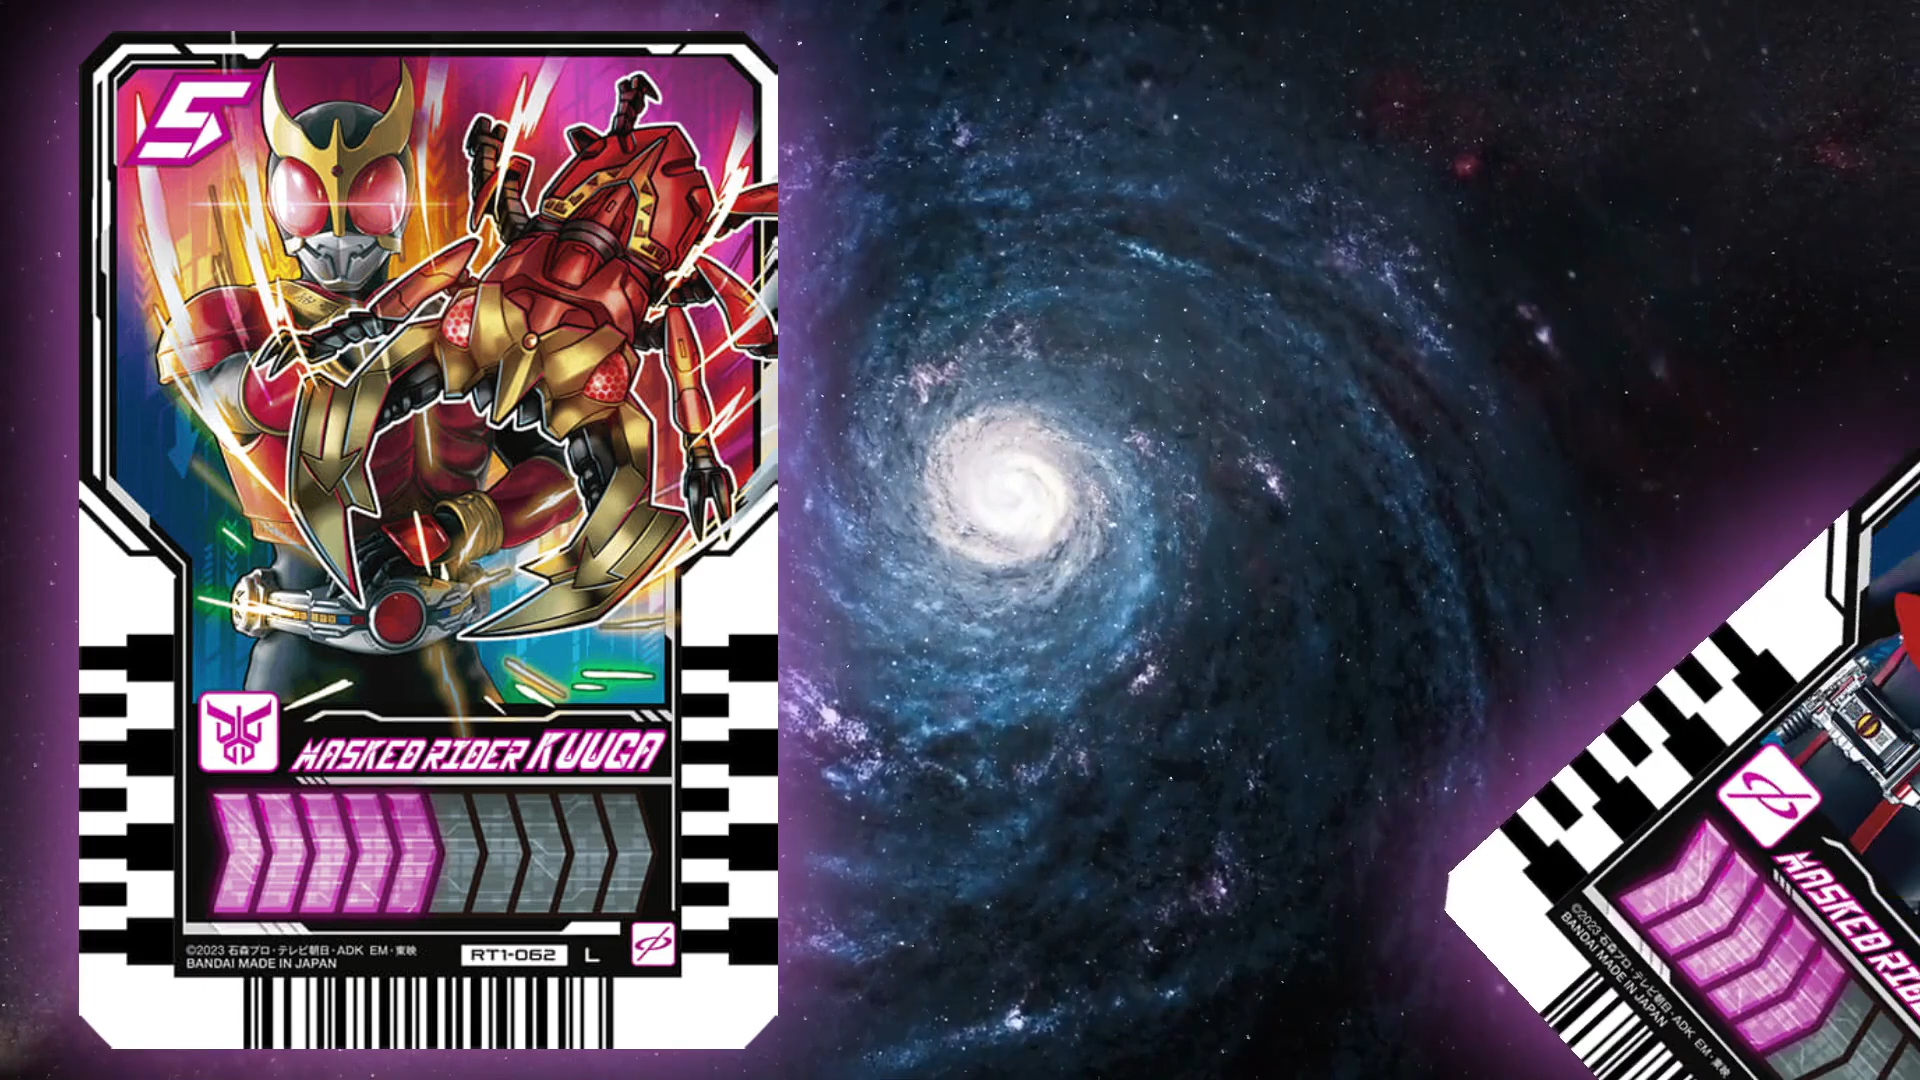 5
MASKED RIDER KUUGA
©2023 石森プロ・テレビ朝日・ADK EM・東映
BANDAI MADE IN JAPAN
RT1-062 L
MASKED RID
©2023 石森プロ・テレビ朝日・ADK EM・東映
BANDAI MADE IN JAPAN